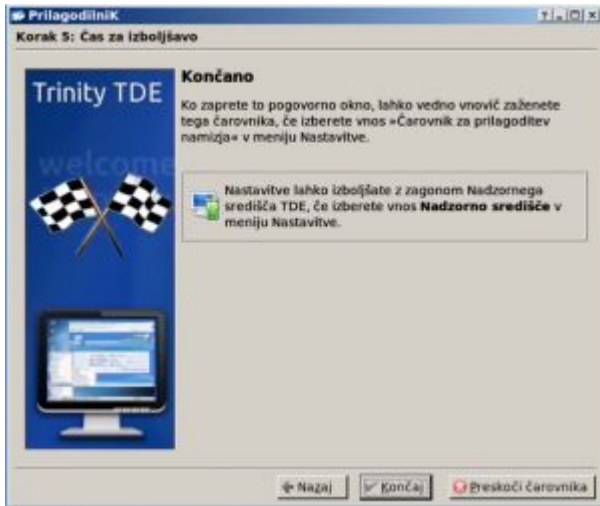 PrilagodilniK
Korak 5: Čas za izboljšavo
Trinity TDE
welcome
Končano
Ko zaprete to pogovorno okno, lahko vedno vnovič zaženete
tega čarovnika, če izberete vnos »Čarovnik za prilagoditev
namizja« v meniju Nastavitve.
Nastavitve lahko izboljšate z zagonom Nadzornega
središča TDE, če izberete vnos Nadzorno središče v
meniju Nastavitve.
Nazaj
Končaj
Preskoči čarovnika